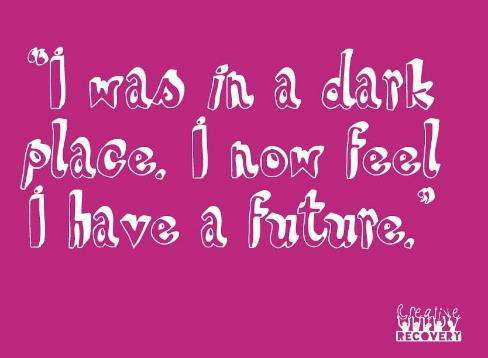 “I was in a dark
place. I now feel
I have a future.”
Creative
RECOVERY